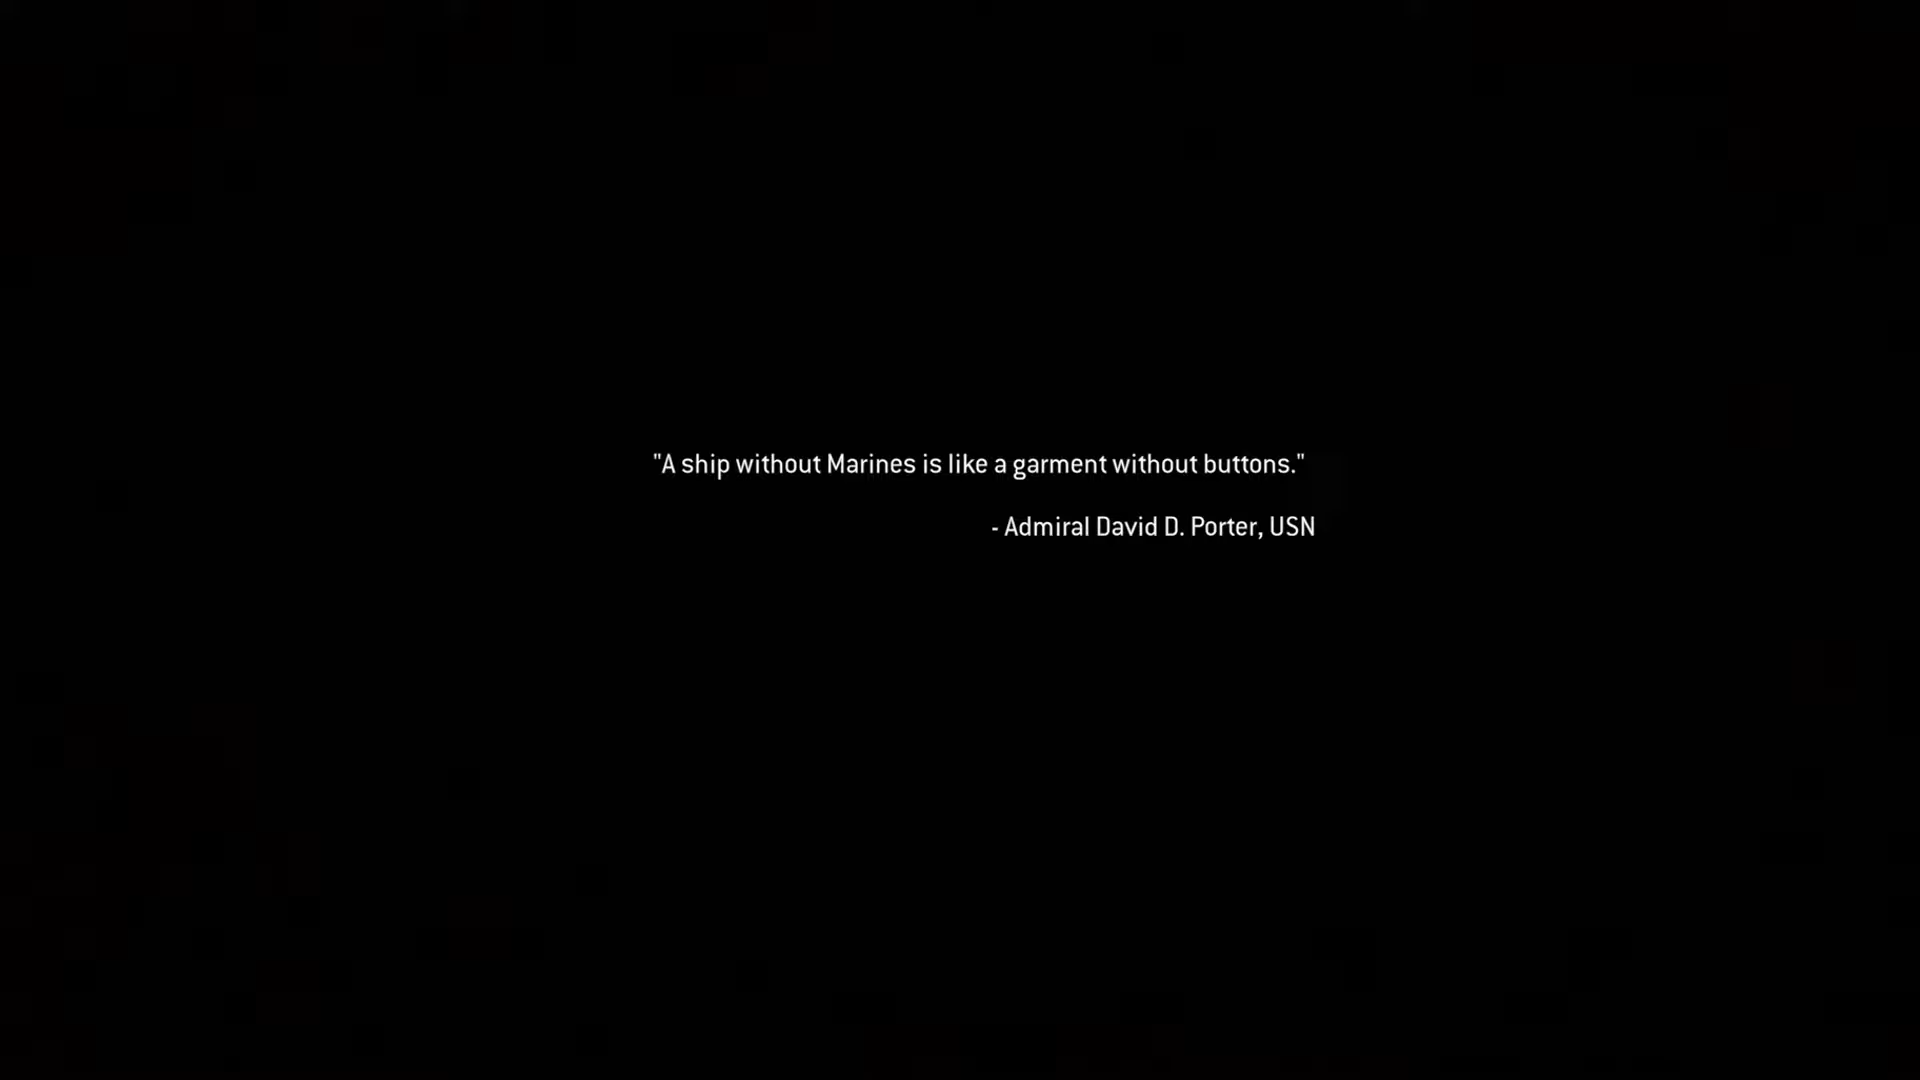 "A ship without Marines is like a garment without buttons."
- Admiral David D. Porter, USN